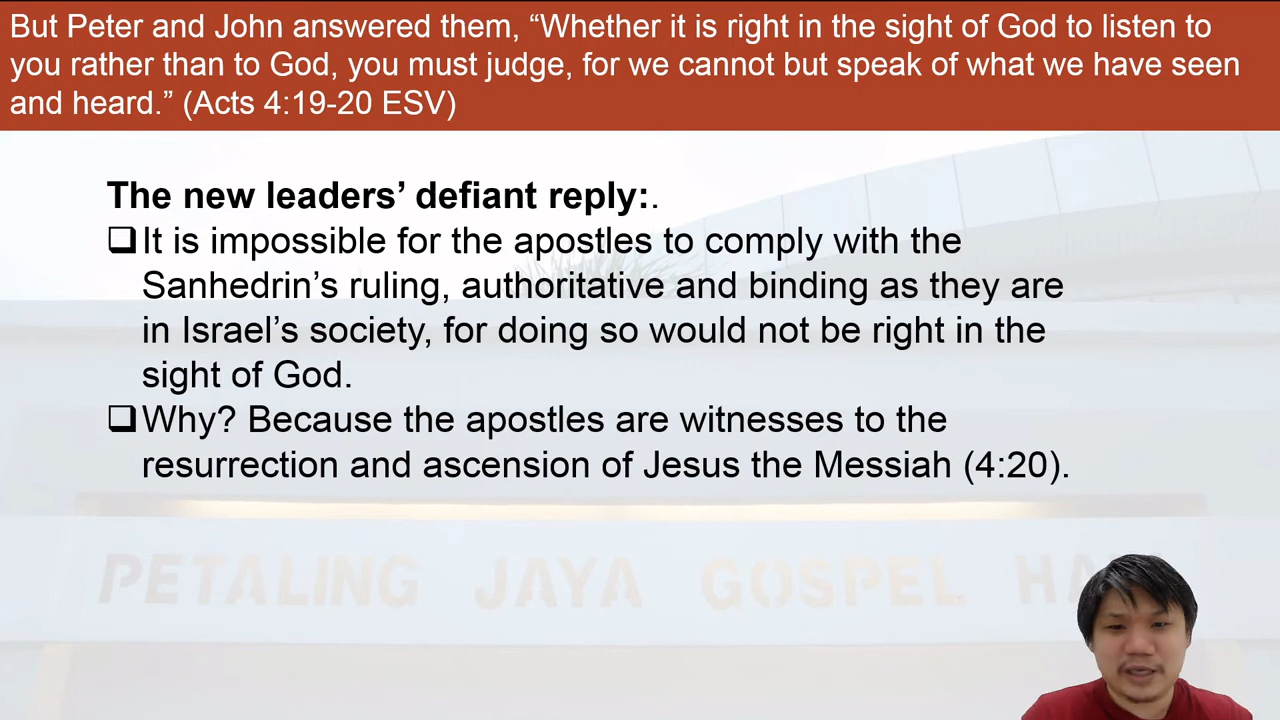 But Peter and John answered them, “Whether it is right in the sight of God to listen to
you rather than to God, you must judge, for we cannot but speak of what we have seen
and heard.” (Acts 4:19-20 ESV)
The new leaders’ defiant reply:.
❑It is impossible for the apostles to comply with the
Sanhedrin’s ruling, authoritative and binding as they are
in Israel’s society, for doing so would not be right in the
sight of God.
❑Why? Because the apostles are witnesses to the
resurrection and ascension of Jesus the Messiah (4:20).
PETALING JAYA GOSPEL HA